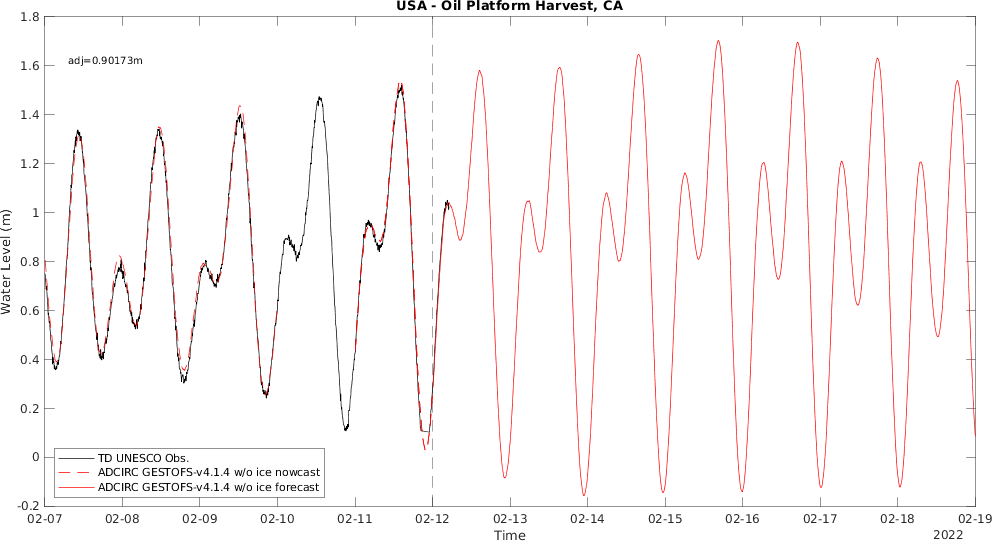 USA - Oil Platform Harvest, CA
1.8
1.6
1.4
1.2
1
0.8
0.6
0.4
0.2
0
-0.2
Water Level (m)
adj=0.90173m
TD UNESCO Obs.
ADCIRC GESTOFS-v4.1.4 w/o ice nowcast
ADCIRC GESTOFS-v4.1.4 w/o ice forecast
02-07 02-08 02-09 02-10 02-11 02-12 02-13 02-14 02-15 02-16 02-17 02-18 02-19
Time
2022